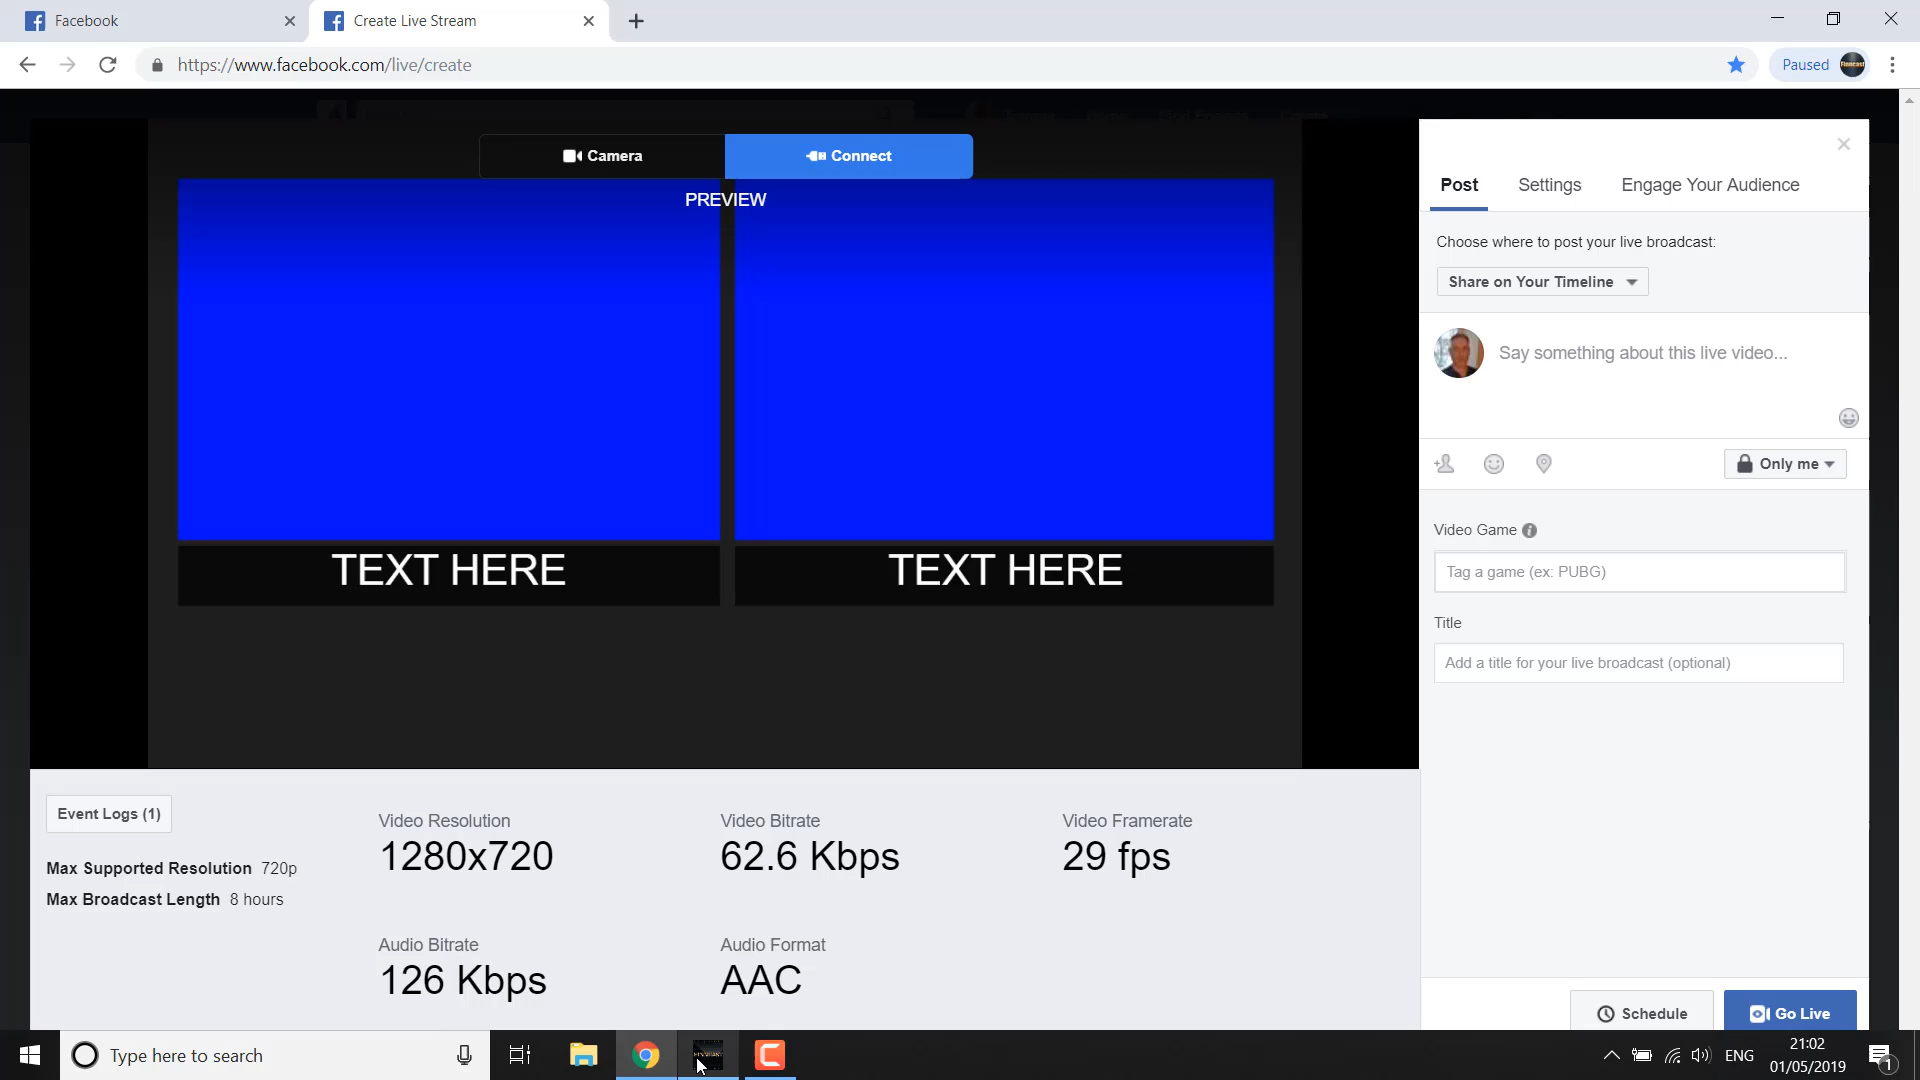 Facebook
Create Live Stream
https://www.facebook.com/live/create
Paused
Camera
Connect
PREVIEW
TEXT HERE
TEXT HERE
Post
Settings
Engage Your Audience
Choose where to post your live broadcast:
Share on Your Timeline
Say something about this live video...
Only me
Video Game
Tag a game (ex: PUBG)
Title
Add a title for your live broadcast (optional)
Event Logs (1)
Max Supported Resolution 720p
Max Broadcast Length 8 hours
Video Resolution
1280x720
Video Bitrate
62.6 Kbps
Video Framerate
29 fps
Audio Bitrate
126 Kbps
Audio Format
AAC
Schedule
Go Live
Type here to search
ENG
21:02
01/05/2019
1